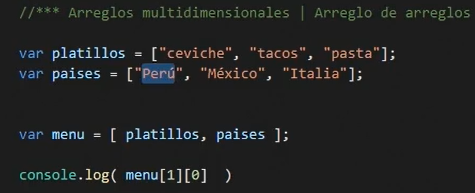 //*** Arreglos multidimensionales | Arreglo de arreglos
var platillos = ["ceviche", "tacos", "pasta"];
var paises = ["Perú", "México", "Italia"];
var menu = [ platillos, paises ];
console.log( menu[1][0]  )